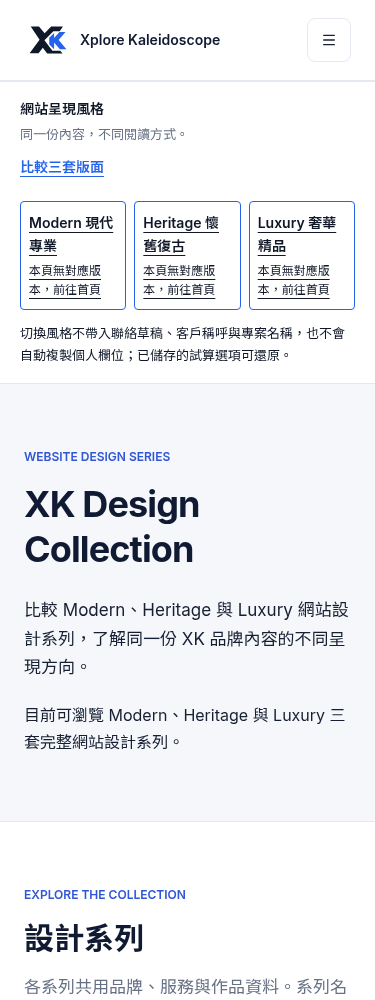 Xplore Kaleidoscope
網站呈現風格
同一份內容，不同閱讀方式。
比較三套版面
Modern 現代
專業
本頁無對應版
本，前往首頁
Heritage 懷
舊復古
本頁無對應版
本，前往首頁
Luxury 奢華
精品
本頁無對應版
本，前往首頁
切換風格不帶入聯絡草稿、客戶稱呼與專案名稱，也不會
自動複製個人欄位；已儲存的試算選項可還原。
WEBSITE DESIGN SERIES
XK Design
Collection
比較 Modern、Heritage 與 Luxury 網站設
計系列，了解同一份 XK 品牌內容的不同呈
現方向。
目前可瀏覽 Modern、Heritage 與 Luxury 三
套完整網站設計系列。
EXPLORE THE COLLECTION
設計系列
各系列共用品牌、服務與作品資料。系列名